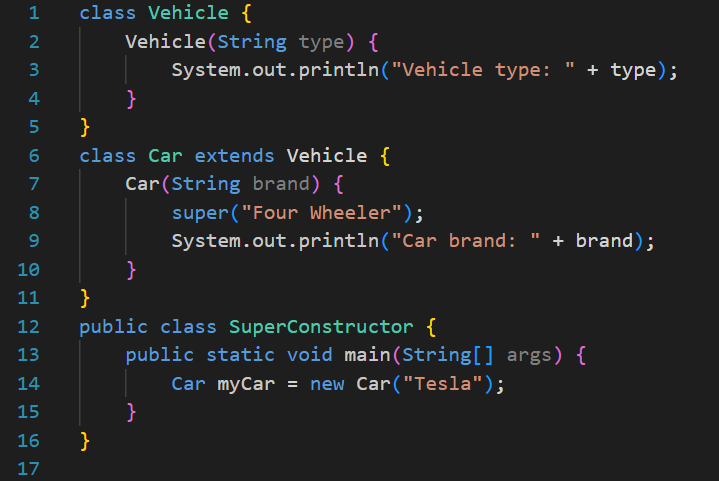 1 class Vehicle {
2     Vehicle(String type) {
3         System.out.println("Vehicle type: " + type);
4     }
5 }
6 class Car extends Vehicle {
7     Car(String brand) {
8         super("Four Wheeler");
9         System.out.println("Car brand: " + brand);
10     }
11 }
12 public class SuperConstructor {
13     public static void main(String[] args) {
14         Car myCar = new Car("Tesla");
15     }
16 }
17